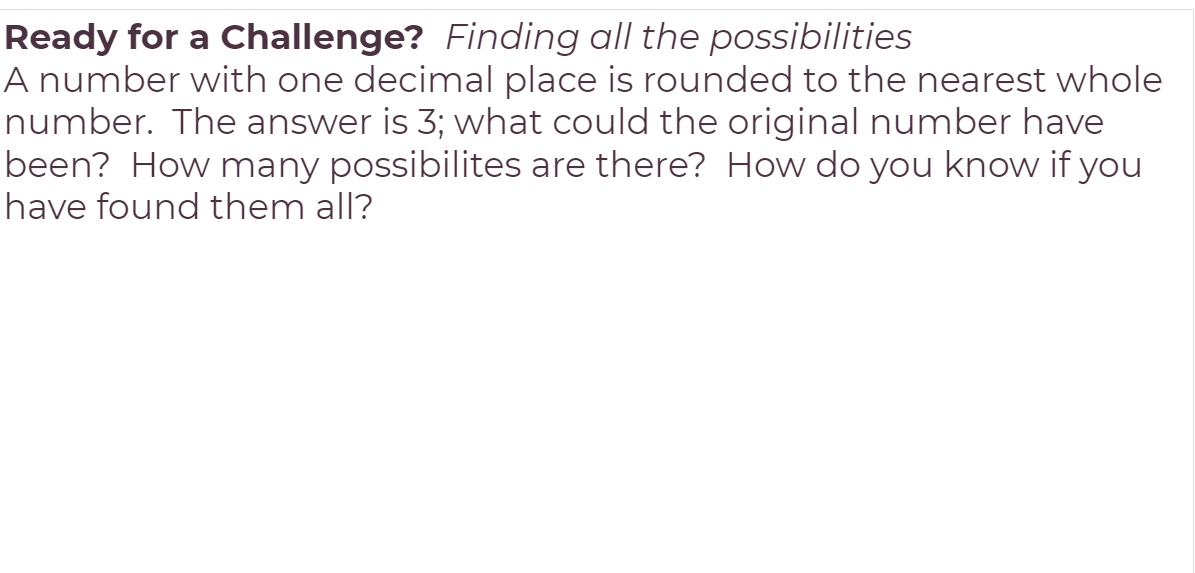 Ready for a Challenge? Finding all the possibilities
A number with one decimal place is rounded to the nearest whole
number. The answer is 3; what could the original number have
been? How many possibilites are there? How do you know if you
have found them all?